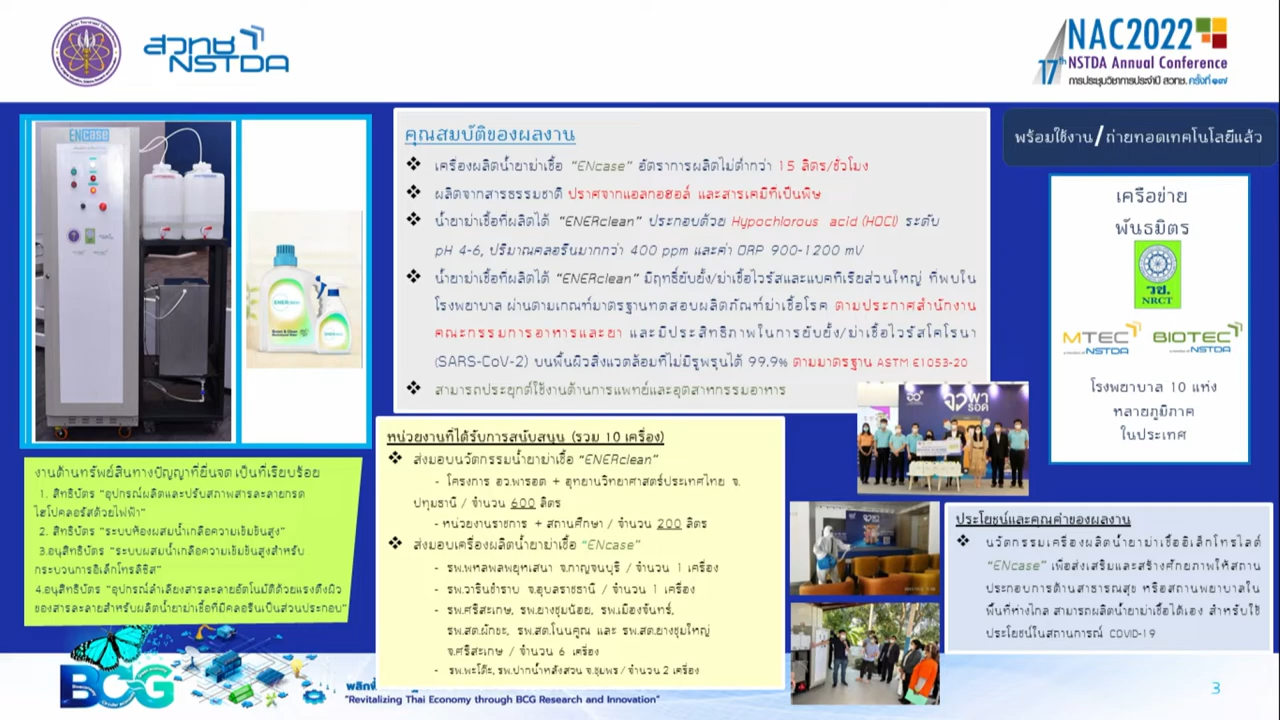 สวทช
NSTDA
NAC2022
17th NSTDA Annual Conference
การประชุมวิชาการประจำปี สวทช. ครั้งที่ ๑๗
ENcase
ENERclean
คุณสมบัติของผลงาน
❖ เครื่องผลิตน้ำยาฆ่าเชื้อ “ENcase” อัตราการผลิตไม่ต่ำกว่า 15 ลิตร/ชั่วโมง
❖ ผลิตจากสารธรรมชาติ ปราศจากแอลกอฮอล์ และสารเคมีที่เป็นพิษ
❖ น้ำยาฆ่าเชื้อที่ผลิตได้ “ENERclean” ประกอบด้วย Hypochlorous acid (HOCl) ระดับ
pH 4-6, ปริมาณคลอรีนมากกว่า 400 ppm และค่า ORP 900-1200 mV
❖ น้ำยาฆ่าเชื้อที่ผลิตได้ “ENERclean” มีฤทธิ์ยับยั้ง/ฆ่าเชื้อไวรัสและแบคทีเรียส่วนใหญ่ ที่พบใน
โรงพยาบาล ผ่านตามเกณฑ์มาตรฐานทดสอบผลิตภัณฑ์ฆ่าเชื้อโรค ตามประกาศสำนักงาน
คณะกรรมการอาหารและยา และมีประสิทธิภาพในการยับยั้ง/ฆ่าเชื้อไวรัสโคโรนา
(SARS-CoV-2) บนพื้นผิวสิ่งแวดล้อมที่ไม่มีรูพรุนได้ 99.9% ตามมาตรฐาน ASTM E1053-20
❖ สามารถประยุกต์ใช้งานด้านการแพทย์และอุตสาหกรรมอาหาร
พร้อมใช้งาน/ถ่ายทอดเทคโนโลยีแล้ว
เครือข่าย
พันธมิตร
วช.
NRCT
MTEC
NSTDA
BIOTEC
NSTDA
โรงพยาบาล 10 แห่ง
หลายภูมิภาค
ในประเทศ
งานด้านทรัพย์สินทางปัญญาที่ยื่นจด เป็นที่เรียบร้อย
1. สิทธิบัตร “อุปกรณ์ผลิตและปรับสภาพสารละลายกรด
ไฮโปคลอรัสด้วยไฟฟ้า”
2. สิทธิบัตร “ระบบห้องผสมน้ำเกลือความเข้มข้นสูง”
3.อนุสิทธิบัตร “ระบบผสมน้ำเกลือความเข้มข้นสูงสำหรับ
กระบวนการอิเล็กโทรลิซิส”
4.อนุสิทธิบัตร “อุปกรณ์ลำเลียงสารละลายอัตโนมัติด้วยแรงตึงผิว
ของสารละลายสำหรับผลิตน้ำยาฆ่าเชื้อที่มีคลอรีนเป็นส่วนประกอบ”
หน่วยงานที่ได้รับการสนับสนุน (รวม 10 เครื่อง)
❖ ส่งมอบนวัตกรรมน้ำยาฆ่าเชื้อ “ENERclean”
- โครงการ อว.พารอด + อุทยานวิทยาศาสตร์ประเทศไทย จ.
ปทุมธานี / จำนวน 600 ลิตร
- หน่วยงานราชการ + สถานศึกษา / จำนวน 200 ลิตร
❖ ส่งมอบเครื่องผลิตน้ำยาฆ่าเชื้อ “ENcase”
- รพ.พหลพลพยุหเสนา จ.กาญจนบุรี / จำนวน 1 เครื่อง
- รพ.วารินชำราบ จ.อุบลราชธานี / จำนวน 1 เครื่อง
- รพ.ศรีสะเกษ, รพ.ยางชุมน้อย, รพ.เมืองจันทร์,
รพ.สต.ผักขะ, รพ.สต.โนนคูณ และ รพ.สต.ยางชุมใหญ่
จ.ศรีสะเกษ / จำนวน 6 เครื่อง
- รพ.พะโต๊ะ, รพ.ปากน้ำหลังสวน จ.ชุมพร / จำนวน 2 เครื่อง
อว
พา
รอด
ประโยชน์และคุณค่าของผลงาน
❖ นวัตกรรมเครื่องผลิตน้ำยาฆ่าเชื้ออิเล็กโทรไลต์
“ENcase” เพื่อส่งเสริมและสร้างศักยภาพให้สถาน
ประกอบการด้านสาธารณสุข หรือสถานพยาบาลใน
พื้นที่ห่างไกล สามารถผลิตน้ำยาฆ่าเชื้อได้เอง สำหรับใช้
ประโยชน์ในสถานการณ์ COVID-19
BCG
“Revitalizing Thai Economy through BCG Research and Innovation”
3